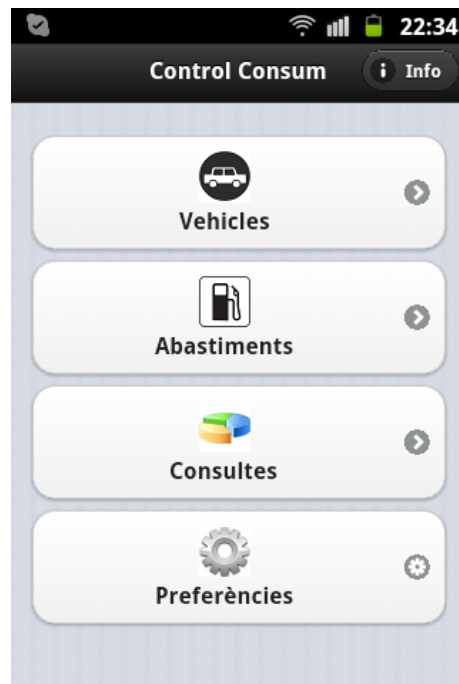 22:34
Control Consum
i Info
Vehicles
Abastiments
Consultes
Preferències